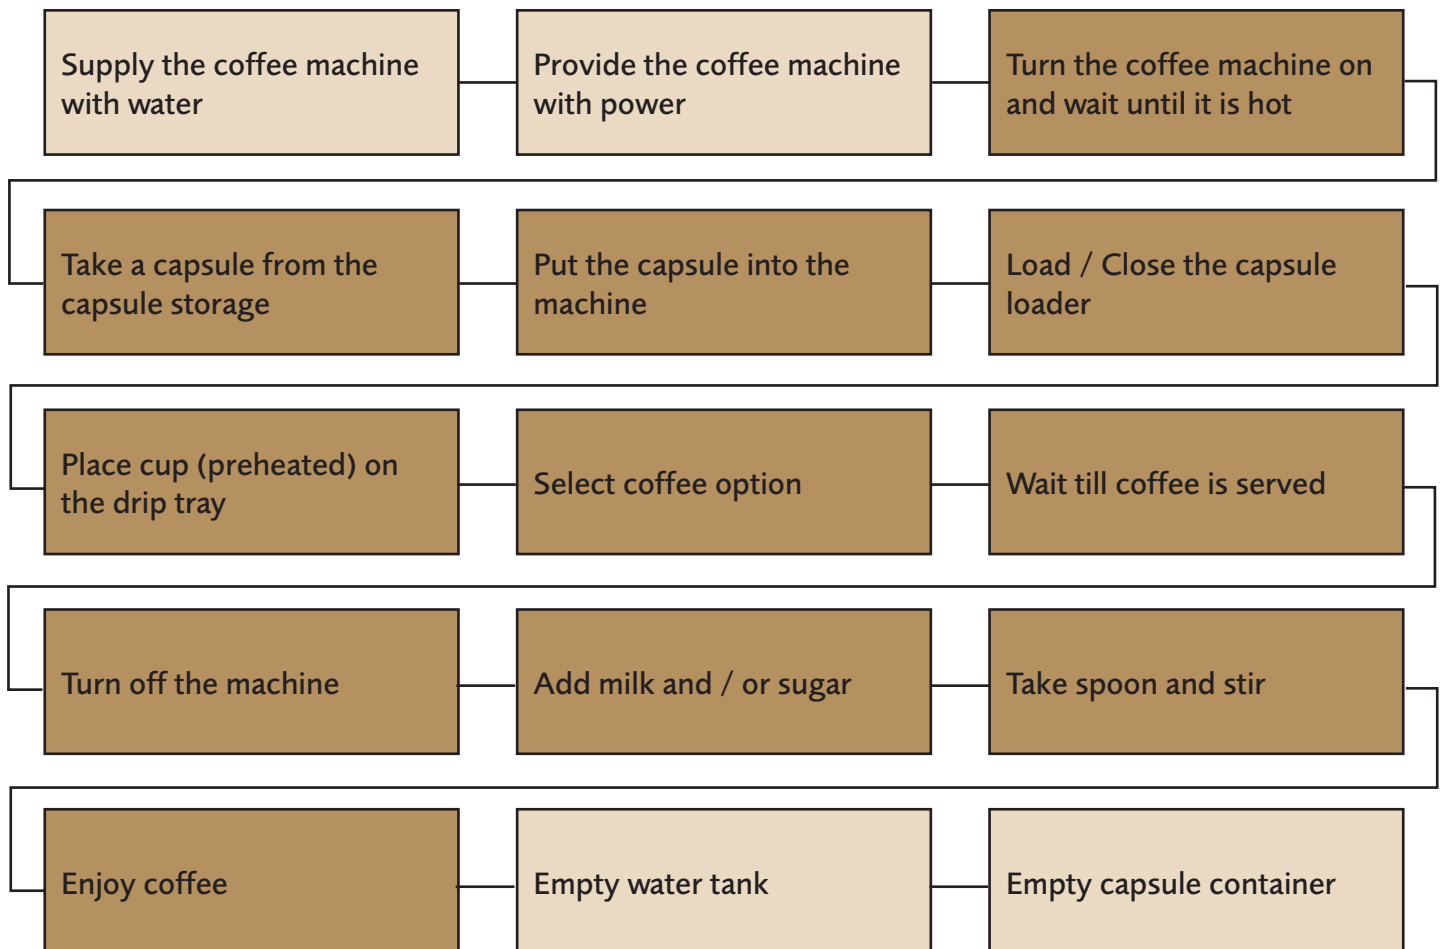 Supply the coffee machine
with water
Provide the coffee machine
with power
Turn the coffee machine on
and wait until it is hot
Take a capsule from the
capsule storage
Put the capsule into the
machine
Load / Close the capsule
loader
Place cup (preheated) on
the drip tray
Select coffee option
Wait till coffee is served
Turn off the machine
Add milk and / or sugar
Take spoon and stir
Enjoy coffee
Empty water tank
Empty capsule container